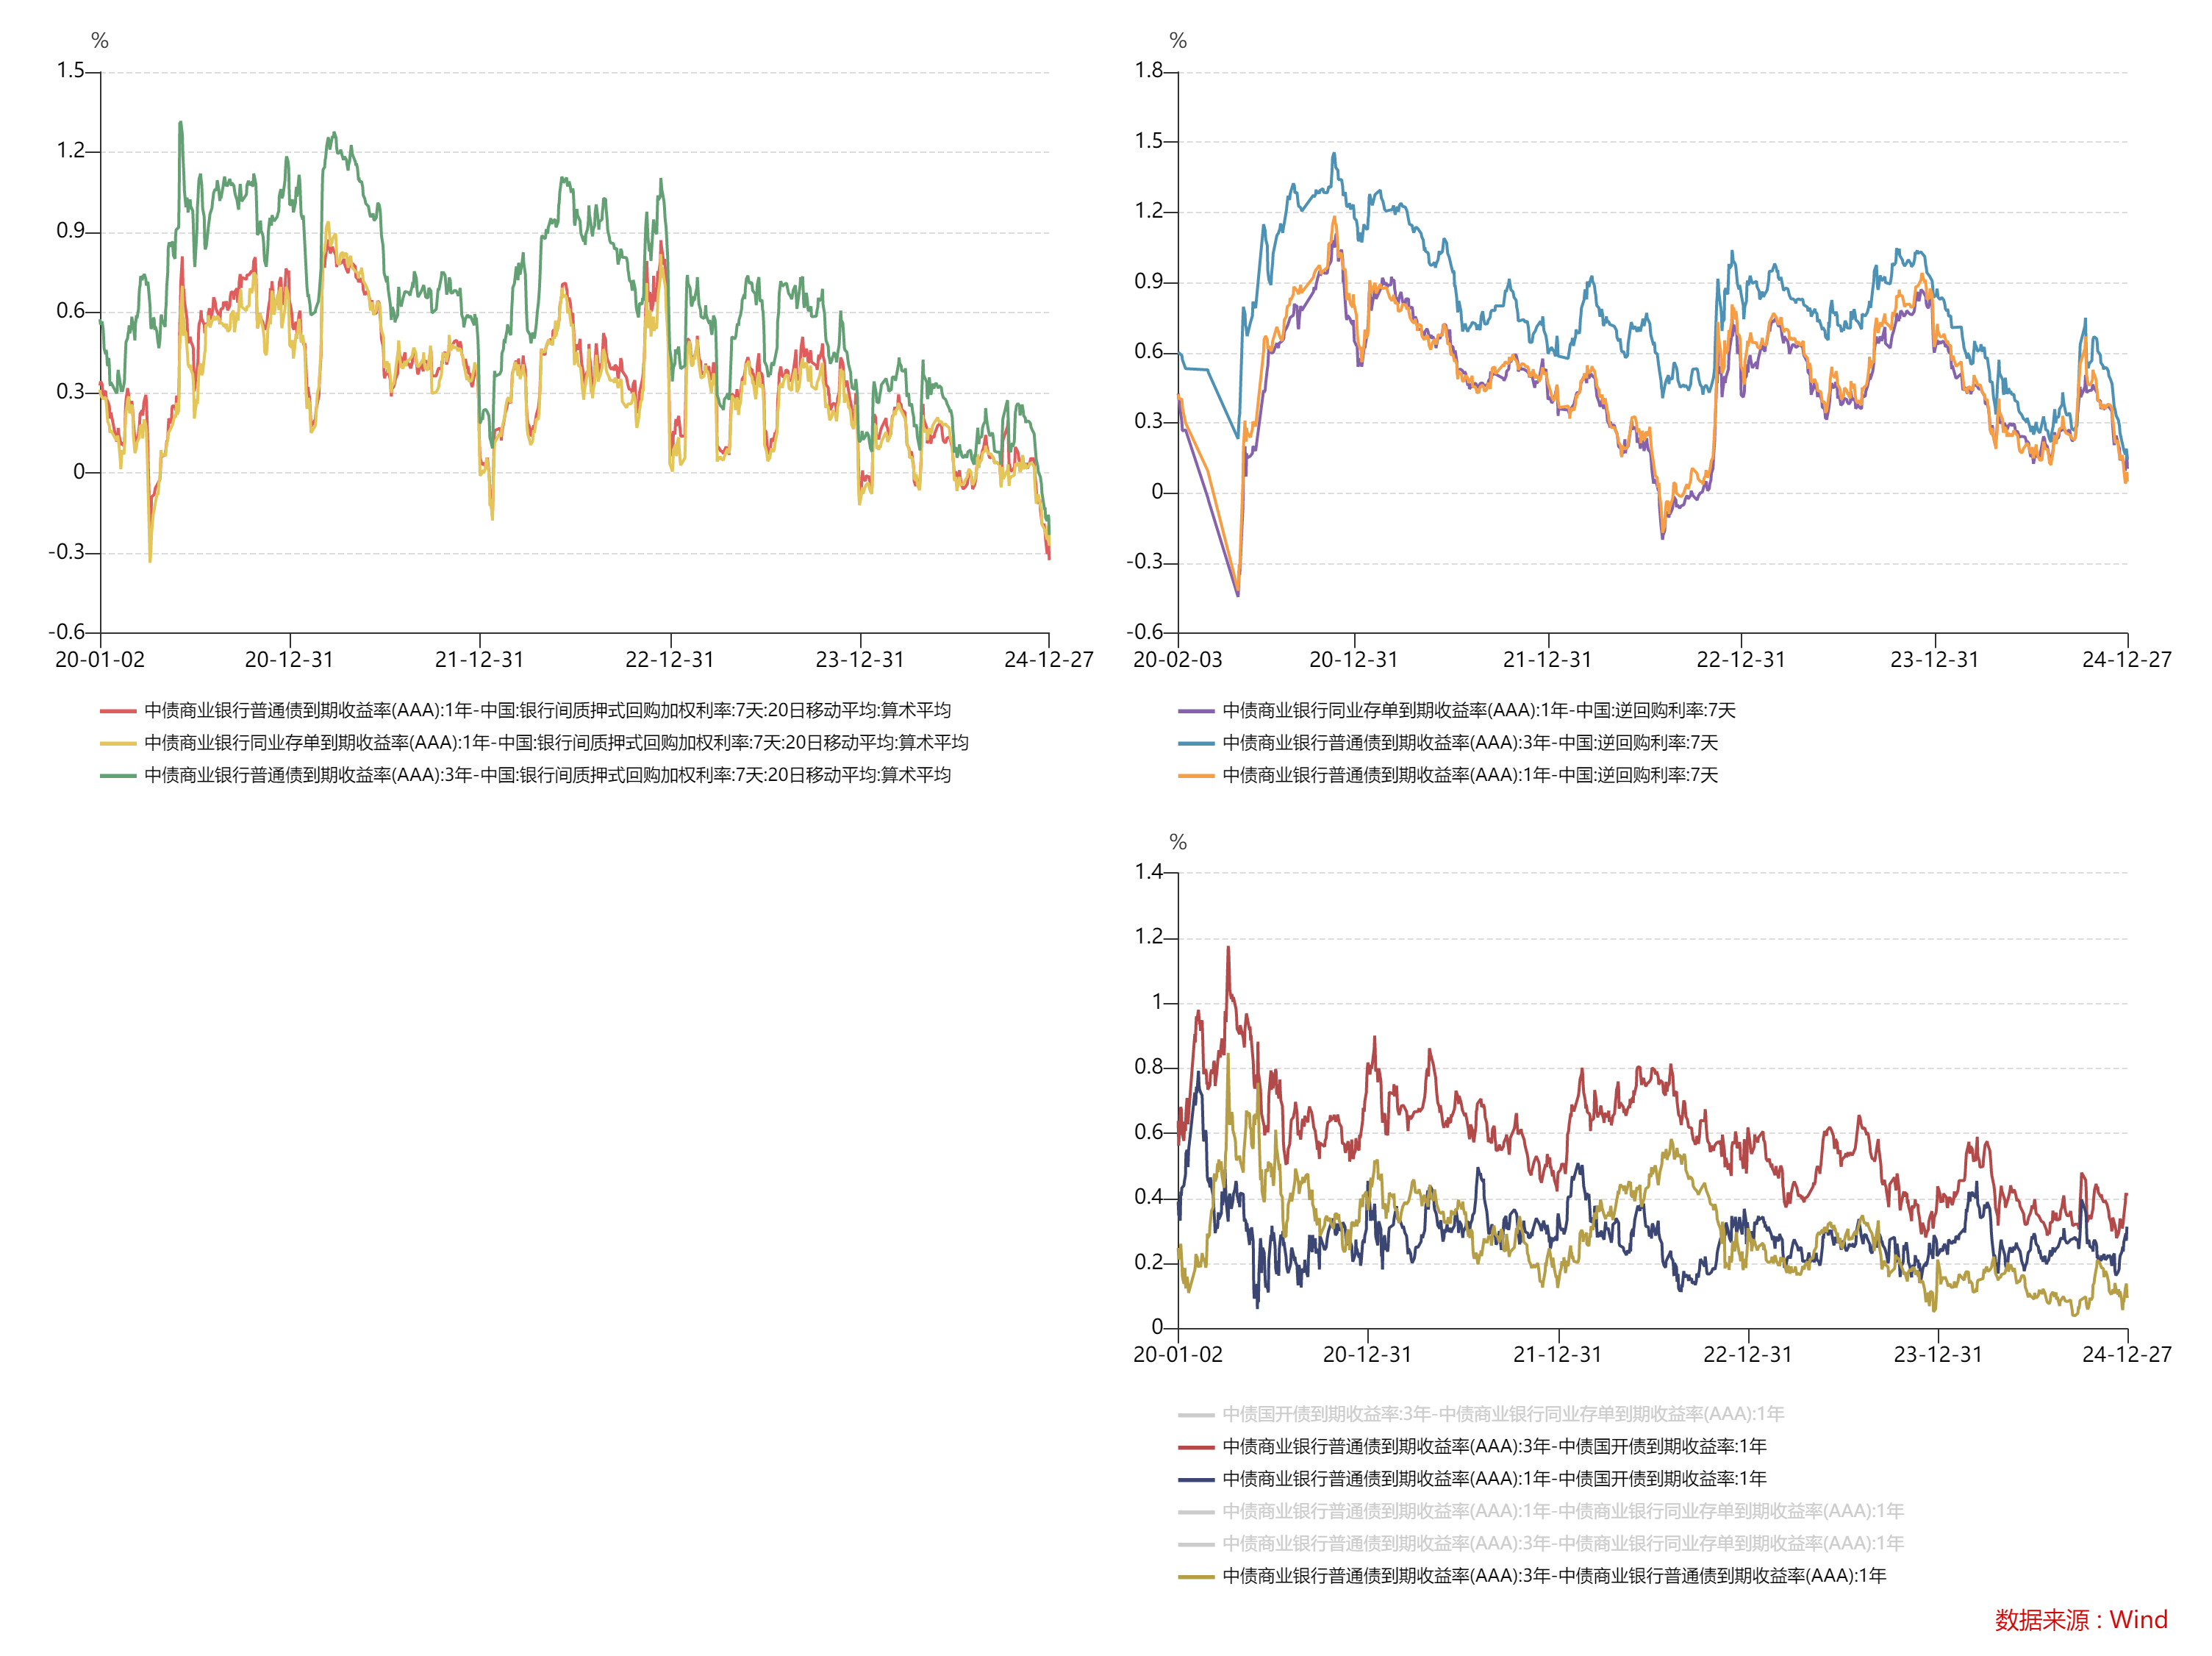 %
1.5
1.2
0.9
0.6
0.3
0
-0.3
-0.6
20-01-02 20-12-31 21-12-31 22-12-31 23-12-31 24-12-27
中债商业银行普通债到期收益率(AAA):1年-中国:银行间质押式回购加权利率:7天:20日移动平均:算术平均
中债商业银行同业存单到期收益率(AAA):1年-中国:银行间质押式回购加权利率:7天:20日移动平均:算术平均
中债商业银行普通债到期收益率(AAA):3年-中国:银行间质押式回购加权利率:7天:20日移动平均:算术平均
%
1.8
1.5
1.2
0.9
0.6
0.3
0
-0.3
-0.6
20-02-03 20-12-31 21-12-31 22-12-31 23-12-31 24-12-27
中债商业银行同业存单到期收益率(AAA):1年-中国:逆回购利率:7天
中债商业银行普通债到期收益率(AAA):3年-中国:逆回购利率:7天
中债商业银行普通债到期收益率(AAA):1年-中国:逆回购利率:7天
%
1.4
1.2
1
0.8
0.6
0.4
0.2
0
20-01-02 20-12-31 21-12-31 22-12-31 23-12-31 24-12-27
中债国开债到期收益率:3年-中债商业银行同业存单到期收益率(AAA):1年
中债商业银行普通债到期收益率(AAA):3年-中债国开债到期收益率:1年
中债商业银行普通债到期收益率(AAA):1年-中债国开债到期收益率:1年
中债商业银行普通债到期收益率(AAA):1年-中债商业银行同业存单到期收益率(AAA):1年
中债商业银行普通债到期收益率(AAA):3年-中债商业银行同业存单到期收益率(AAA):1年
中债商业银行普通债到期收益率(AAA):3年-中债商业银行普通债到期收益率(AAA):1年
数据来源：Wind